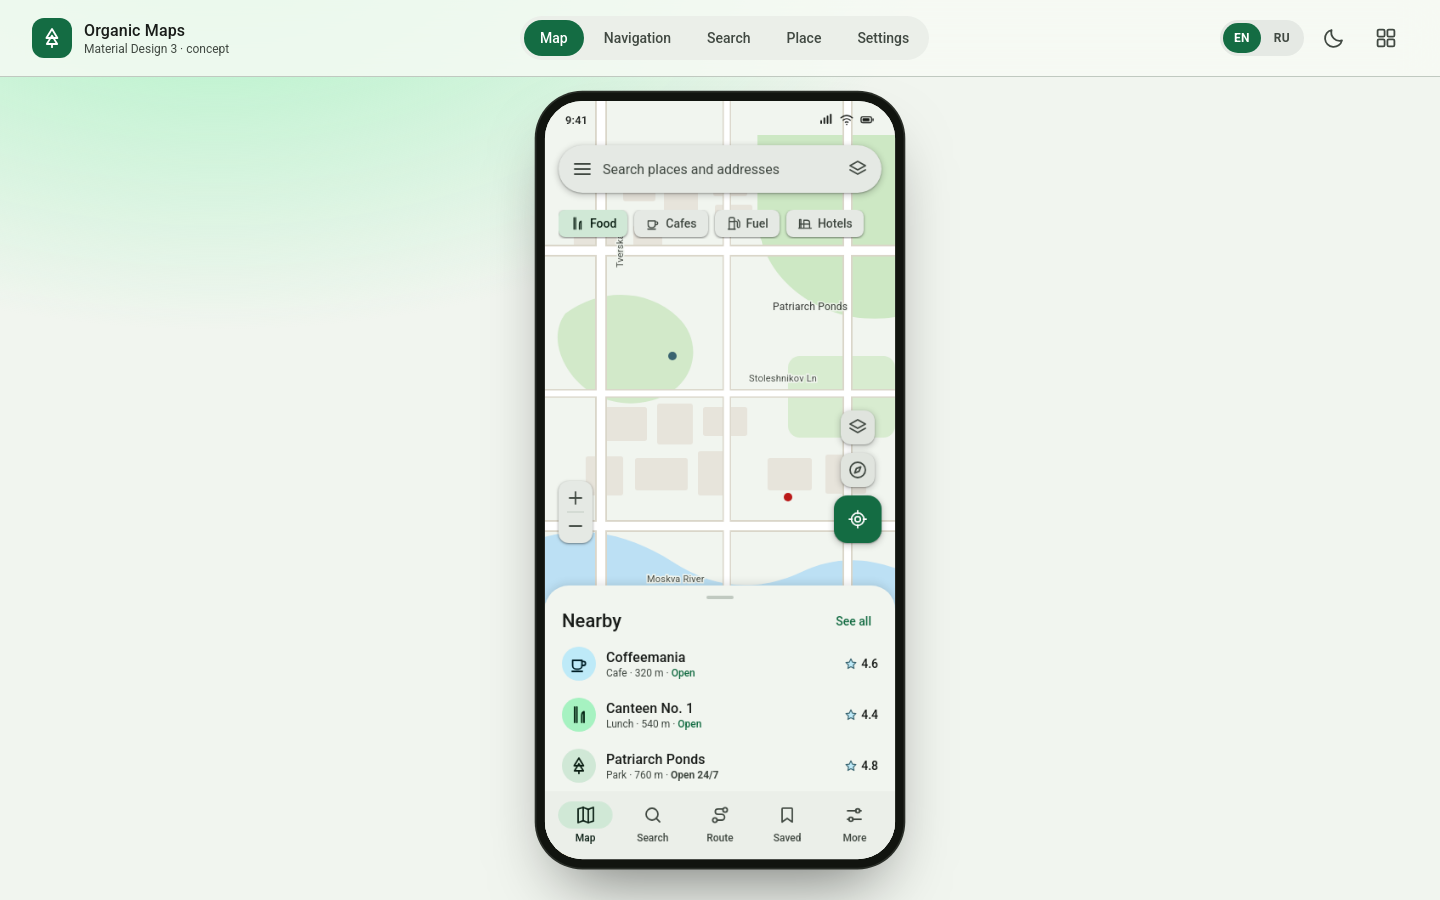 Organic Maps
Material Design 3 · concept
Map
Navigation
Search
Place
Settings
EN
RU
9:41
Search places and addresses
Food
Cafes
Fuel
Hotels
Patriarch Ponds
Stoleshnikov Ln
Moskva River
Nearby
See all
Coffeemania
Cafe · 320 m · Open
4.6
Canteen No. 1
Lunch · 540 m · Open
4.4
Patriarch Ponds
Park · 760 m · Open 24/7
4.8
Map
Search
Route
Saved
More